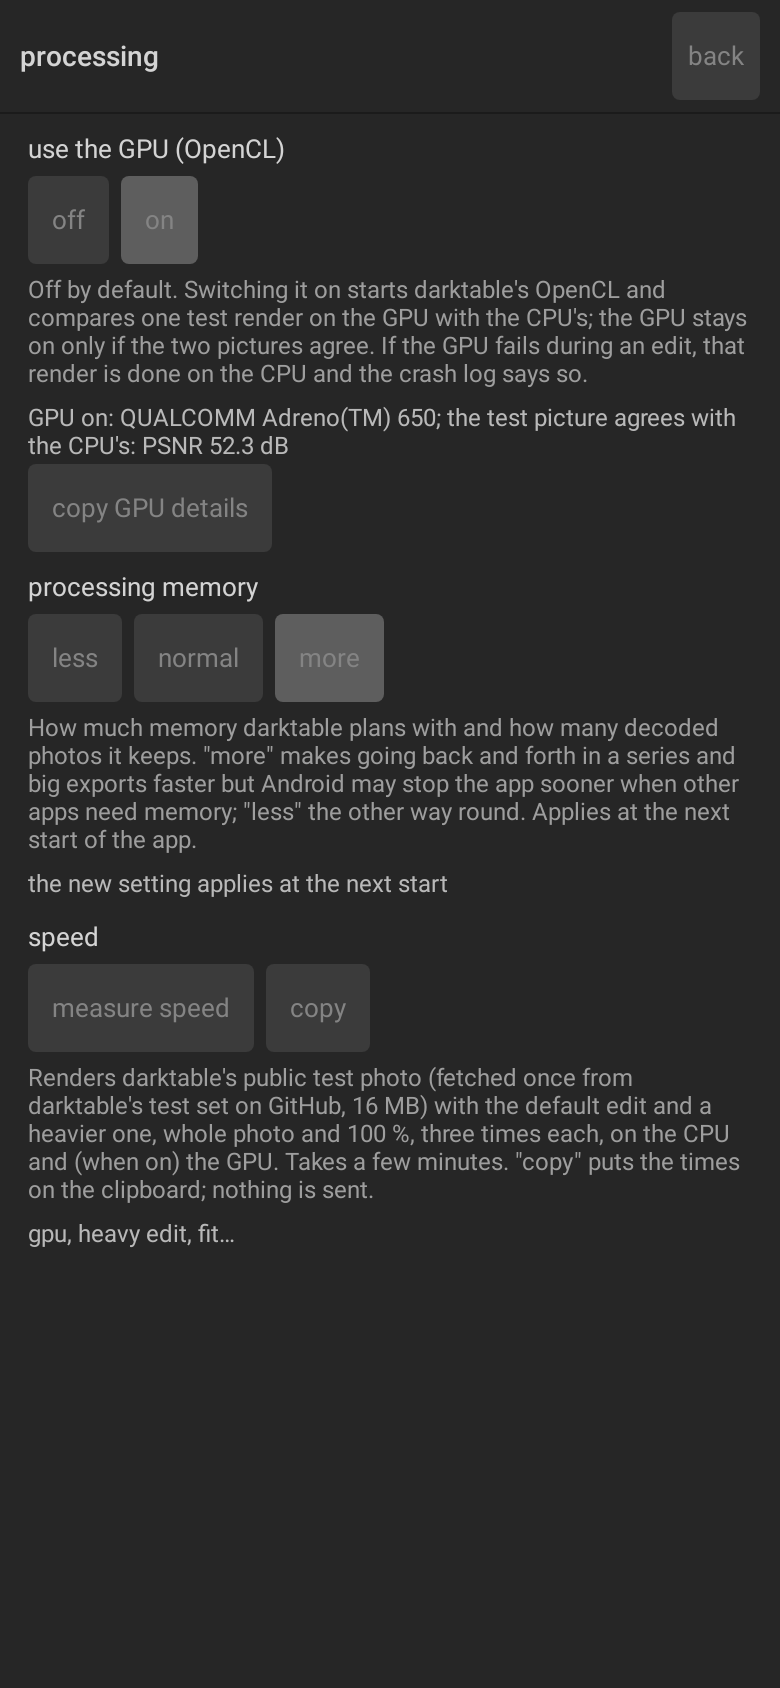 processing
back
use the GPU (OpenCL)
off
on
Off by default. Switching it on starts darktable's OpenCL and
compares one test render on the GPU with the CPU's; the GPU stays
on only if the two pictures agree. If the GPU fails during an edit, that
render is done on the CPU and the crash log says so.
GPU on: QUALCOMM Adreno(TM) 650; the test picture agrees with
the CPU's: PSNR 52.3 dB
copy GPU details
processing memory
less
normal
more
How much memory darktable plans with and how many decoded
photos it keeps. "more" makes going back and forth in a series and
big exports faster but Android may stop the app sooner when other
apps need memory; "less" the other way round. Applies at the next
start of the app.
the new setting applies at the next start
speed
measure speed
copy
Renders darktable's public test photo (fetched once from
darktable's test set on GitHub, 16 MB) with the default edit and a
heavier one, whole photo and 100 %, three times each, on the CPU
and (when on) the GPU. Takes a few minutes. "copy" puts the times
on the clipboard; nothing is sent.
gpu, heavy edit, fit…